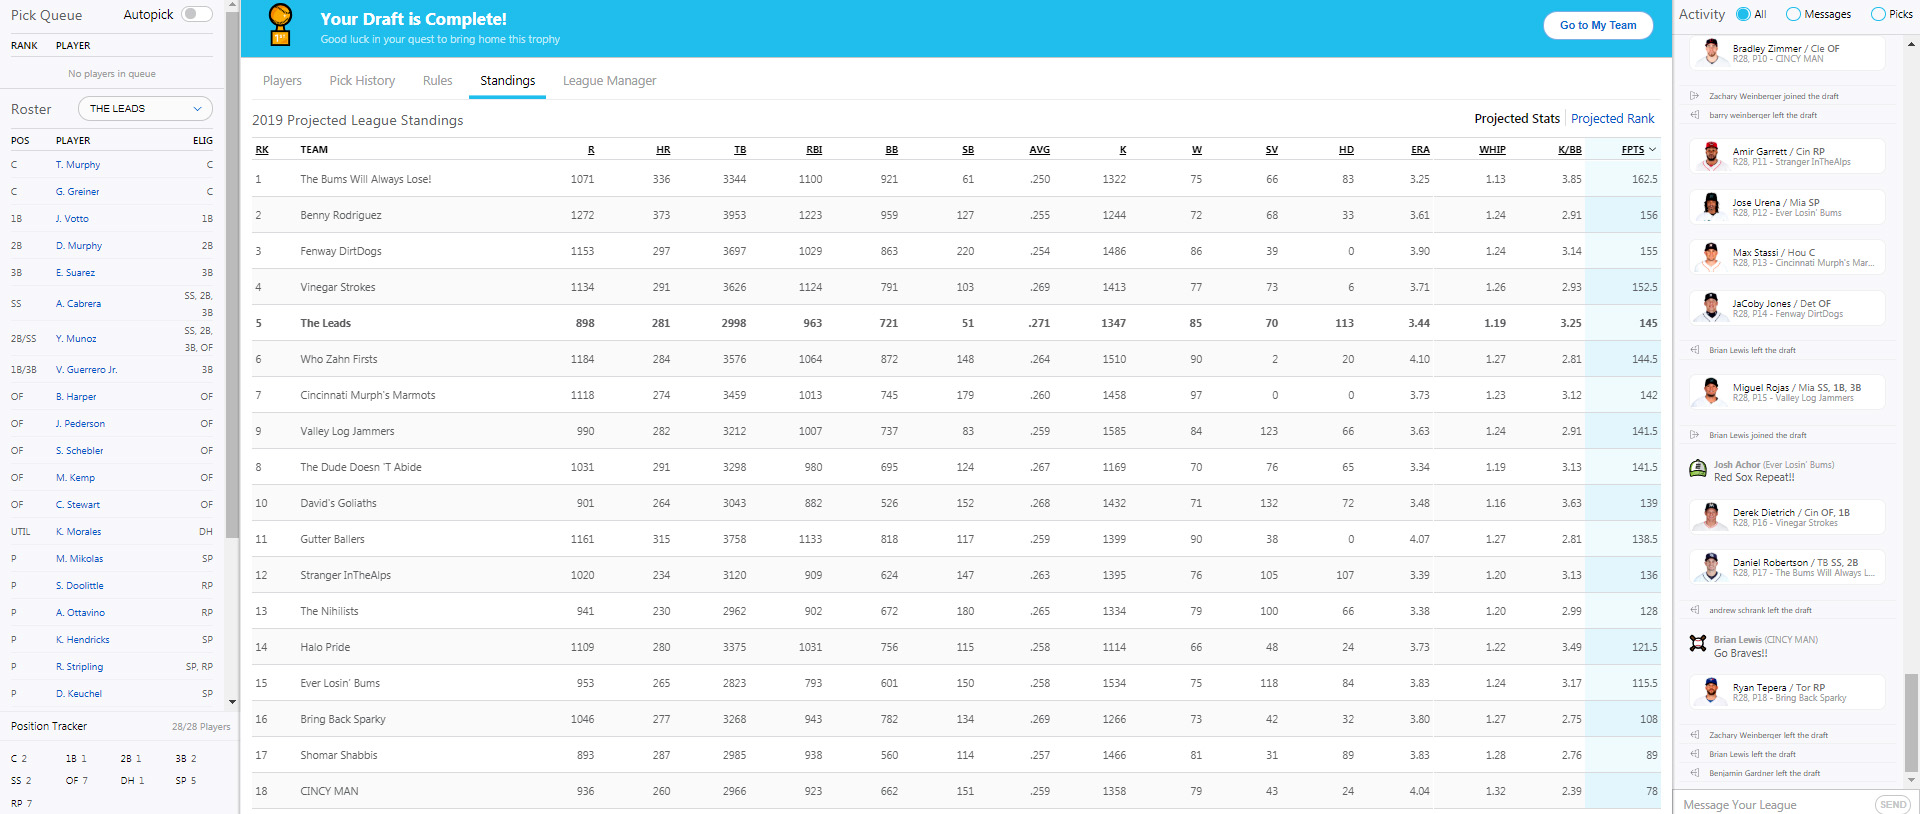 Pick Queue Autopick
RANK PLAYER
No players in queue
Roster THE LEADS
POS PLAYER ELIG
C T. Murphy C
C G. Greiner C
1B J. Votto 1B
2B D. Murphy 2B
3B E. Suarez 3B
SS A. Cabrera SS, 2B, 3B
2B/SS Y. Munoz SS, 2B, 3B, OF
1B/3B V. Guerrero Jr. 3B
OF B. Harper OF
OF J. Pederson OF
OF S. Schebler OF
OF M. Kemp OF
OF C. Stewart OF
UTIL K. Morales DH
P M. Mikolas SP
P S. Doolittle RP
P A. Ottavino RP
P K. Hendricks SP
P R. Stripling SP, RP
P D. Keuchel SP
Position Tracker 28/28 Players
C 2 1B 1 2B 1 3B 2
SS 2 OF 7 DH 1 SP 5
RP 7
1ST
Your Draft is Complete!
Good luck in your quest to bring home this trophy
Go to My Team
Players Pick History Rules Standings League Manager
2019 Projected League Standings Projected Stats Projected Rank
RK TEAM R HR TB RBI BB SB AVG K W SV HD ERA WHIP K/BB FPTS
1 The Bums Will Always Lose! 1071 336 3344 1100 921 61 .250 1322 75 66 83 3.25 1.13 3.85 162.5
2 Benny Rodriguez 1272 373 3953 1223 959 127 .255 1244 72 68 33 3.61 1.24 2.91 156
3 Fenway DirtDogs 1153 297 3697 1029 863 220 .254 1486 86 39 0 3.90 1.24 3.14 155
4 Vinegar Strokes 1134 291 3626 1124 791 103 .269 1413 77 73 6 3.71 1.26 2.93 152.5
5 The Leads 898 281 2998 963 721 51 .271 1347 85 70 113 3.44 1.19 3.25 145
6 Who Zahn Firsts 1184 284 3576 1064 872 148 .264 1510 90 2 20 4.10 1.27 2.81 144.5
7 Cincinnati Murph's Marmots 1118 274 3459 1013 745 179 .260 1458 97 0 0 3.73 1.23 3.12 142
9 Valley Log Jammers 990 282 3212 1007 737 83 .259 1585 84 123 66 3.63 1.24 2.91 141.5
8 The Dude Doesn 'T Abide 1031 291 3298 980 695 124 .267 1169 70 76 65 3.34 1.19 3.13 141.5
10 David's Goliaths 901 264 3043 882 526 152 .268 1432 71 132 72 3.48 1.16 3.63 139
11 Gutter Ballers 1161 315 3758 1133 818 117 .259 1399 90 38 0 4.07 1.27 2.81 138.5
12 Stranger InTheAlps 1020 234 3120 909 624 147 .263 1395 76 105 107 3.39 1.20 3.13 136
13 The Nihilists 941 230 2962 902 672 180 .265 1334 79 100 66 3.38 1.20 2.99 128
14 Halo Pride 1109 280 3375 1031 756 115 .258 1114 66 48 24 3.73 1.22 3.49 121.5
15 Ever Losin' Bums 953 265 2823 793 601 150 .258 1534 75 118 84 3.83 1.24 3.17 115.5
16 Bring Back Sparky 1046 277 3268 943 782 134 .269 1266 73 42 32 3.80 1.27 2.75 108
17 Shomar Shabbis 893 287 2985 938 560 114 .257 1466 81 31 89 3.83 1.28 2.76 89
18 CINCY MAN 936 260 2966 923 662 151 .259 1358 79 43 24 4.04 1.32 2.39 78
Activity All Messages Picks
Bradley Zimmer / Cle OF
R28, P10 - CINCY MAN
Zachary Weinberger joined the draft
barry weinberger left the draft
Amir Garrett / Cin RP
R28, P11 - Stranger InTheAlps
Jose Urena / Mia SP
R28, P12 - Ever Losin' Bums
Max Stassi / Hou C
R28, P13 - Cincinnati Murph's Mar...
JaCoby Jones / Det OF
R28, P14 - Fenway DirtDogs
Brian Lewis left the draft
Miguel Rojas / Mia SS, 1B, 3B
R28, P15 - Valley Log Jammers
Brian Lewis joined the draft
Josh Achor (Ever Losin' Bums)
Red Sox Repeat!!
Derek Dietrich / Cin OF, 1B
R28, P16 - Vinegar Strokes
Daniel Robertson / TB SS, 2B
R28, P17 - The Bums Will Always L...
andrew schrank left the draft
Brian Lewis (CINCY MAN)
Go Braves!!
Ryan Tepera / Tor RP
R28, P18 - Bring Back Sparky
Zachary Weinberger left the draft
Brian Lewis left the draft
Benjamin Gardner left the draft
Message Your League SEND